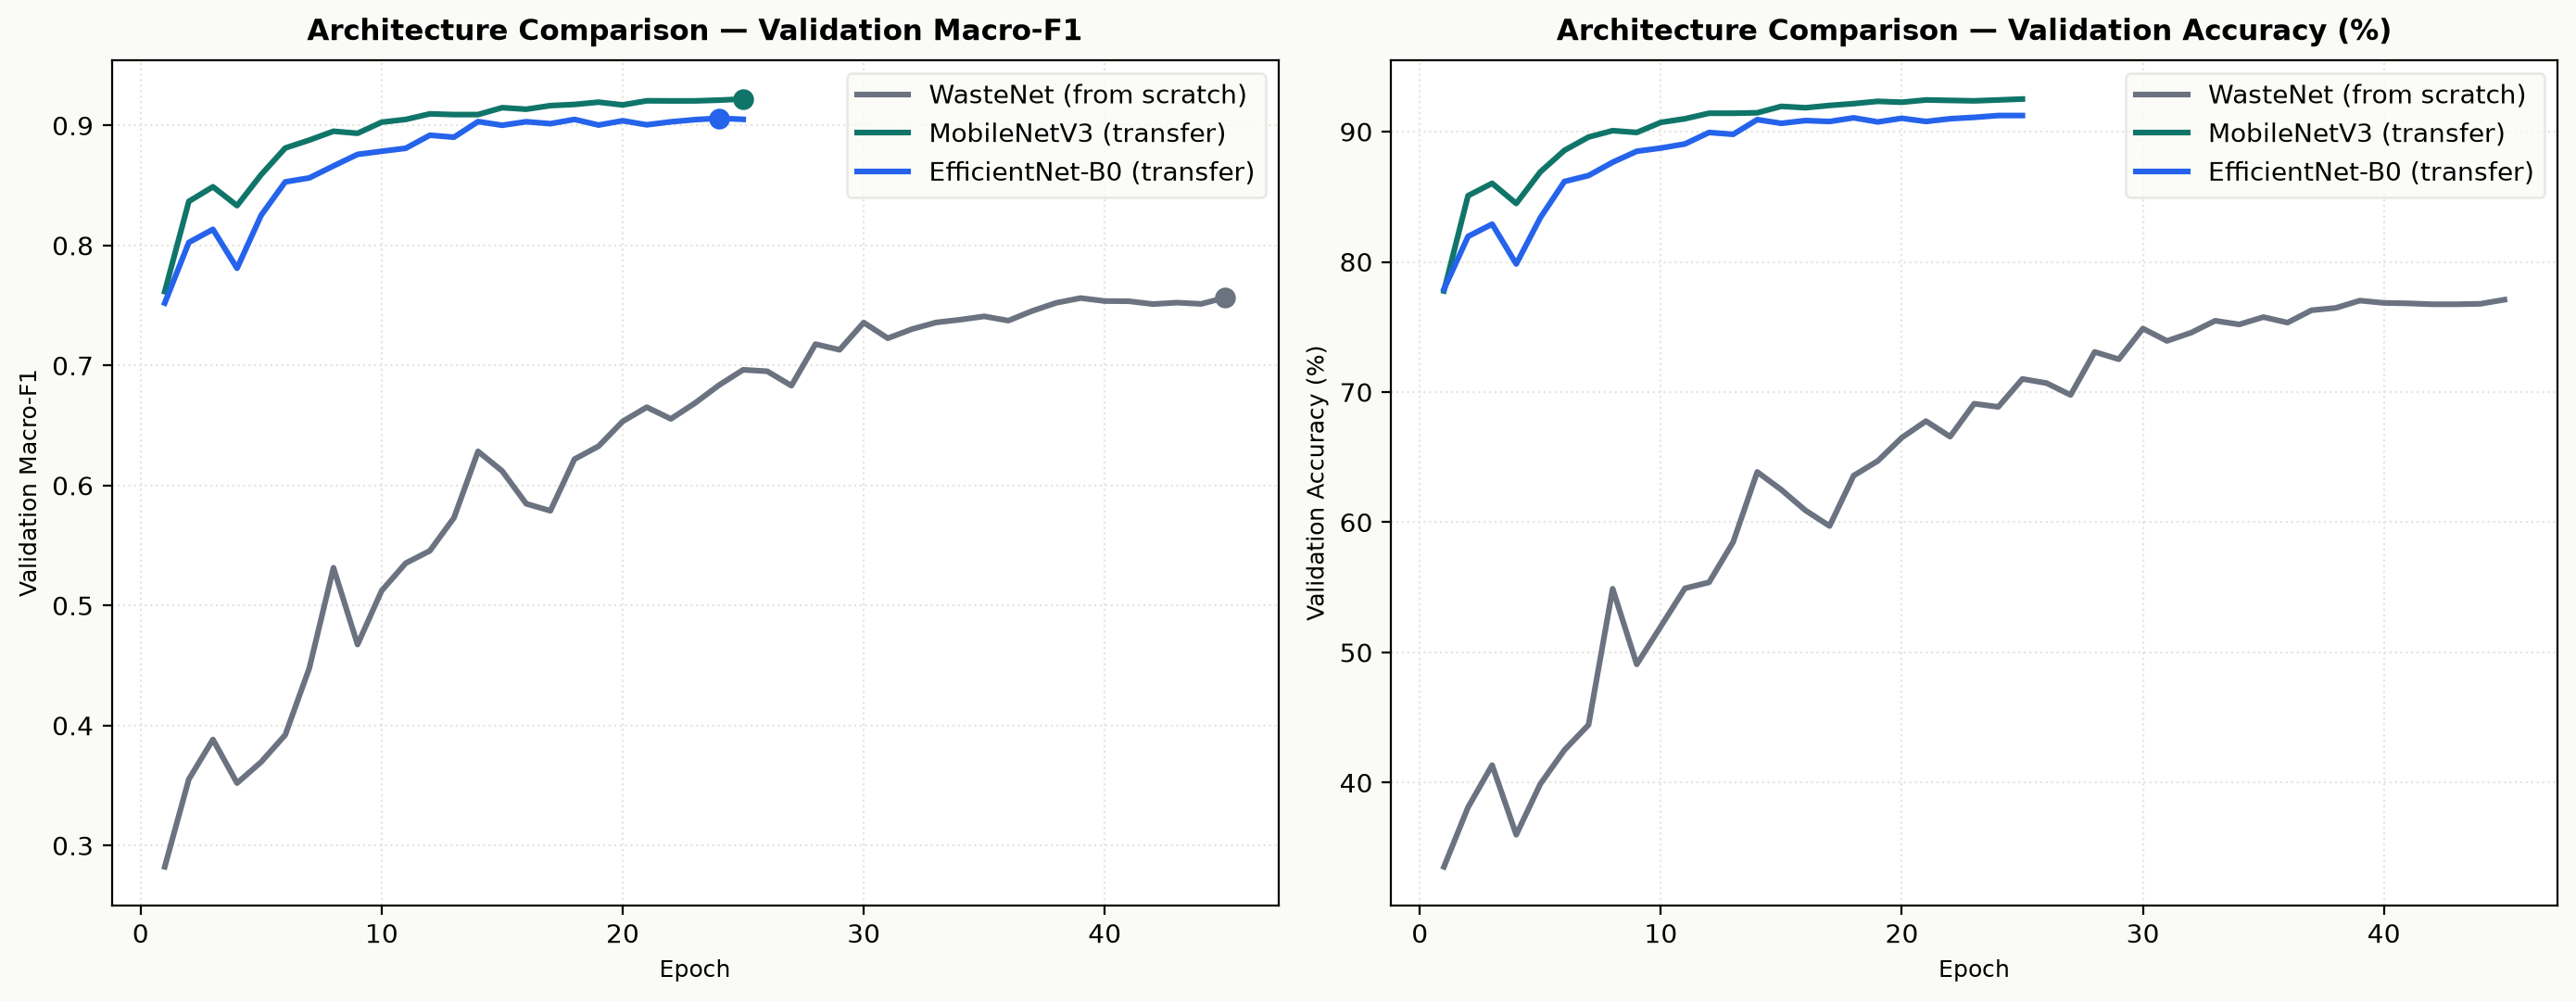 Architecture Comparison — Validation Macro-F1
WasteNet (from scratch)
MobileNetV3 (transfer)
EfficientNet-B0 (transfer)
Validation Macro-F1
0.9
0.8
0.7
0.6
0.5
0.4
0.3
0 10 20 30 40
Epoch
Architecture Comparison — Validation Accuracy (%)
WasteNet (from scratch)
MobileNetV3 (transfer)
EfficientNet-B0 (transfer)
Validation Accuracy (%)
90
80
70
60
50
40
0 10 20 30 40
Epoch